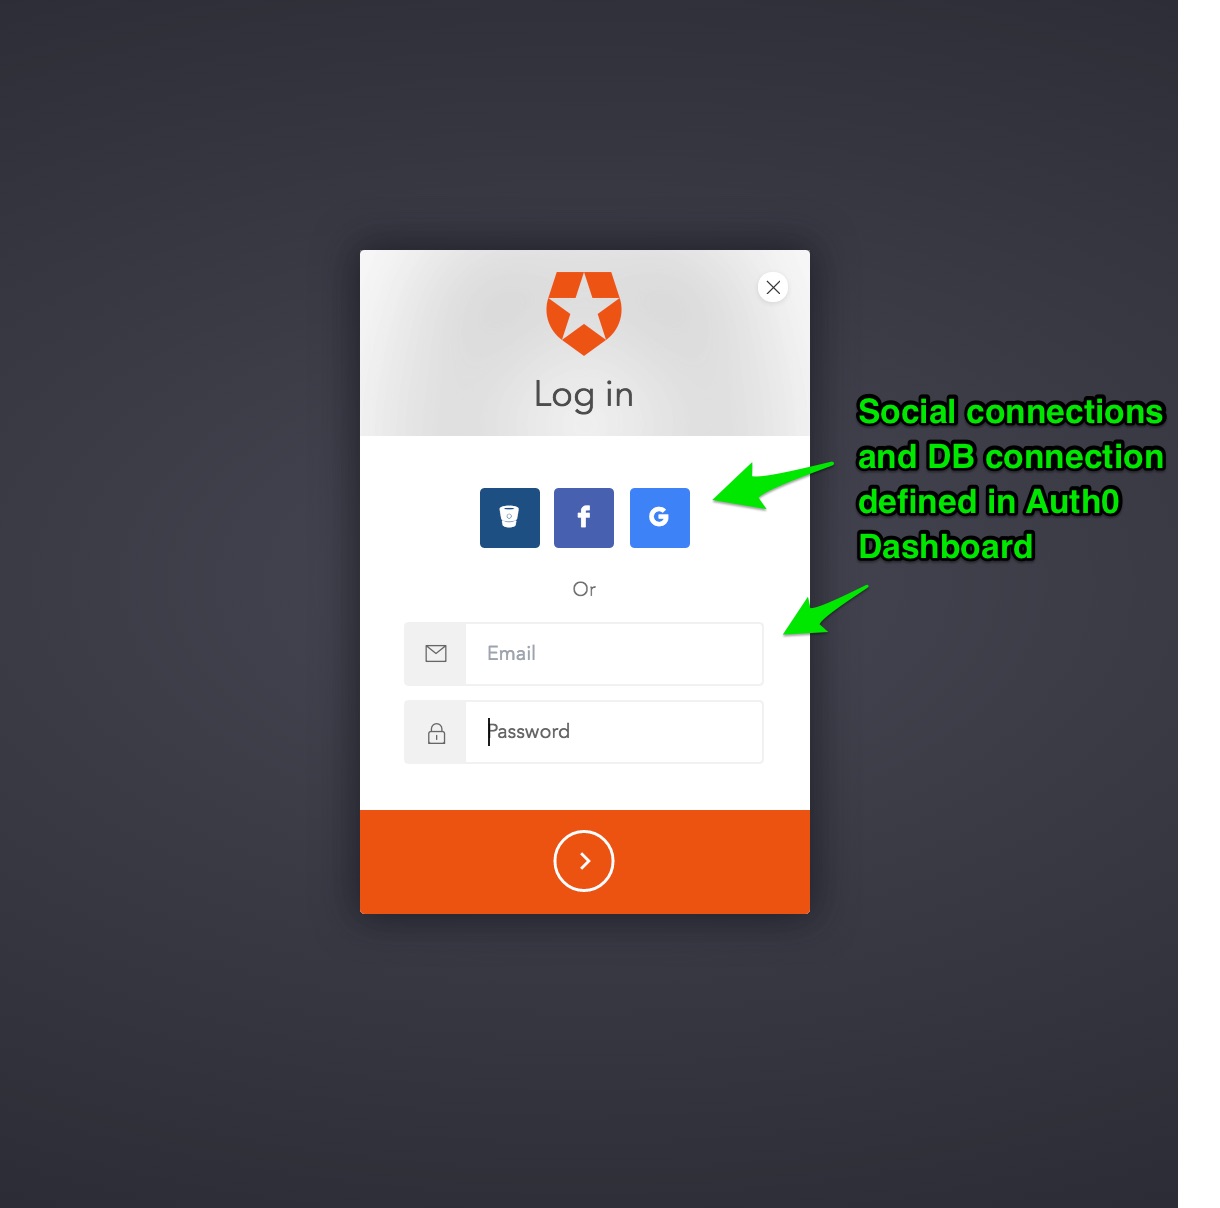 Log in
Social connections
and DB connection
defined in Auth0
Dashboard
Or
Email
Password